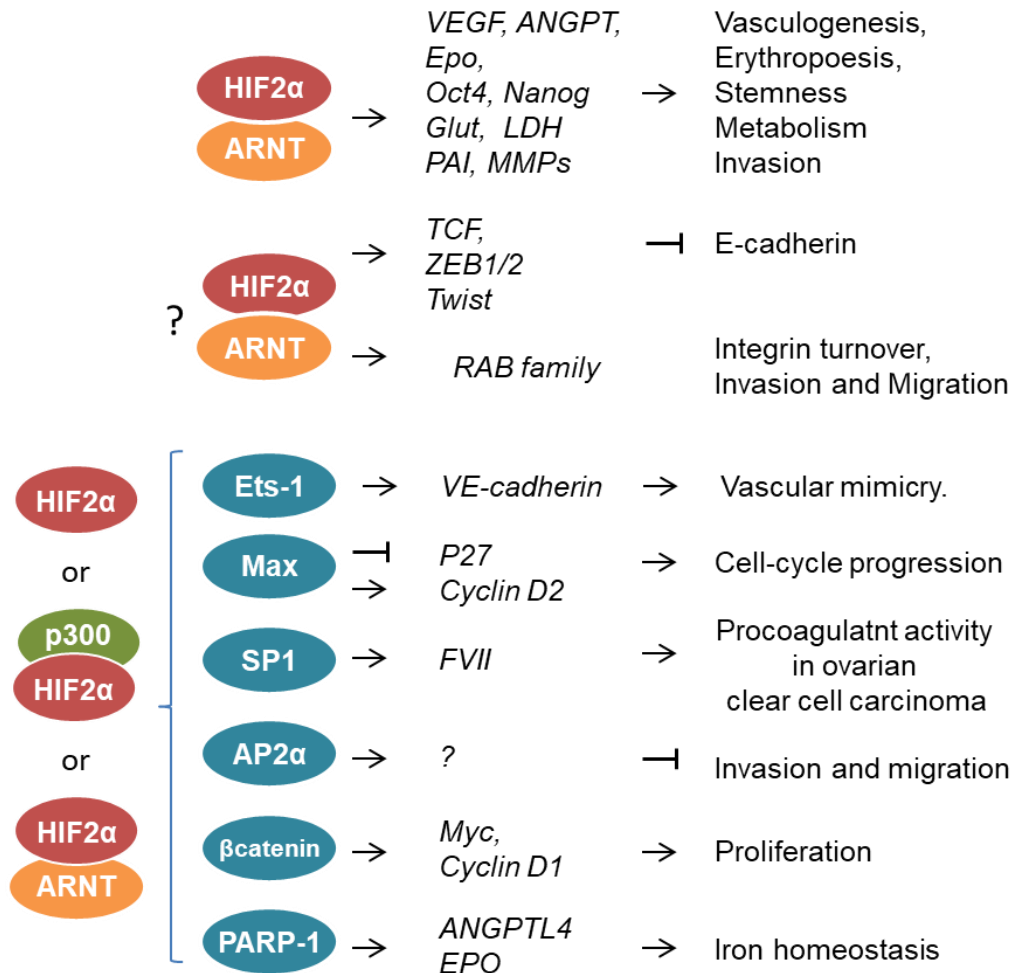 HIF2α
ARNT
VEGF, ANGPT,
Epo,
Oct4, Nanog
Glut, LDH
PAI, MMPs
Vasculogenesis,
Erythropoesis,
Stemness
Metabolism
Invasion
?
HIF2α
ARNT
TCF,
ZEB1/2
Twist
E-cadherin
RAB family
Integrin turnover,
Invasion and Migration
HIF2α
or
p300
HIF2α
or
HIF2α
ARNT
Ets-1
VE-cadherin
Vascular mimicry.
Max
P27
Cyclin D2
Cell-cycle progression
SP1
FVII
Procoagulatnt activity
in ovarian
clear cell carcinoma
AP2α
?
Invasion and migration
βcatenin
Myc,
Cyclin D1
Proliferation
PARP-1
ANGPTL4
EPO
Iron homeostasis